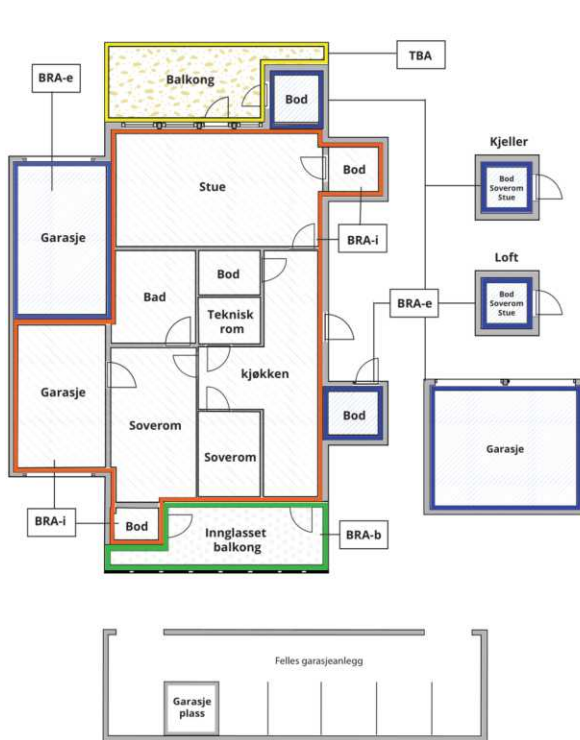 TBA
BRA-e
Balkong
Bod
Kjeller
Bod
Soverom
Stue
Stue
Bod
Garasje
BRA-i
Loft
Bod
Soverom
Stue
Bad
Bod
Teknisk
rom
BRA-e
Garasje
kjøkken
Bod
Soverom
Soverom
Garasje
BRA-i
Bod
Innglasset
balkong
BRA-b
Felles garasjeanlegg
Garasje
plass